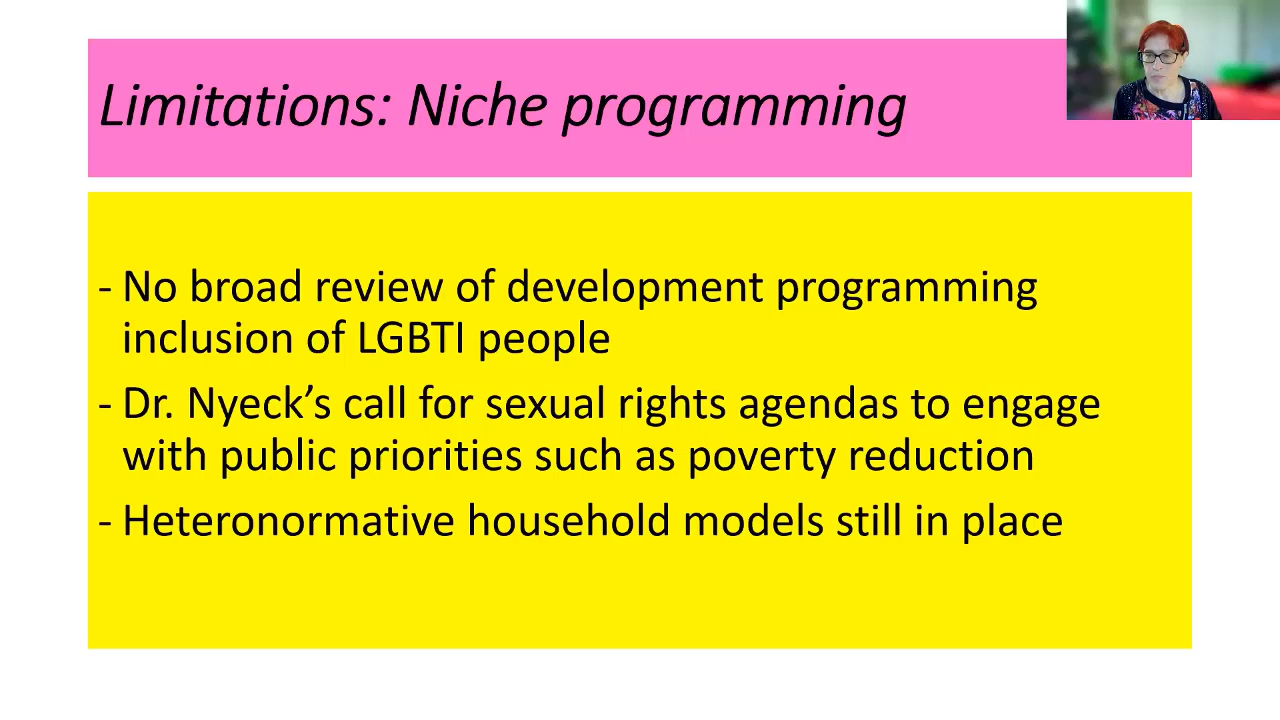 Limitations: Niche programming
- No broad review of development programming
inclusion of LGBTI people
- Dr. Nyeck’s call for sexual rights agendas to engage
with public priorities such as poverty reduction
- Heteronormative household models still in place